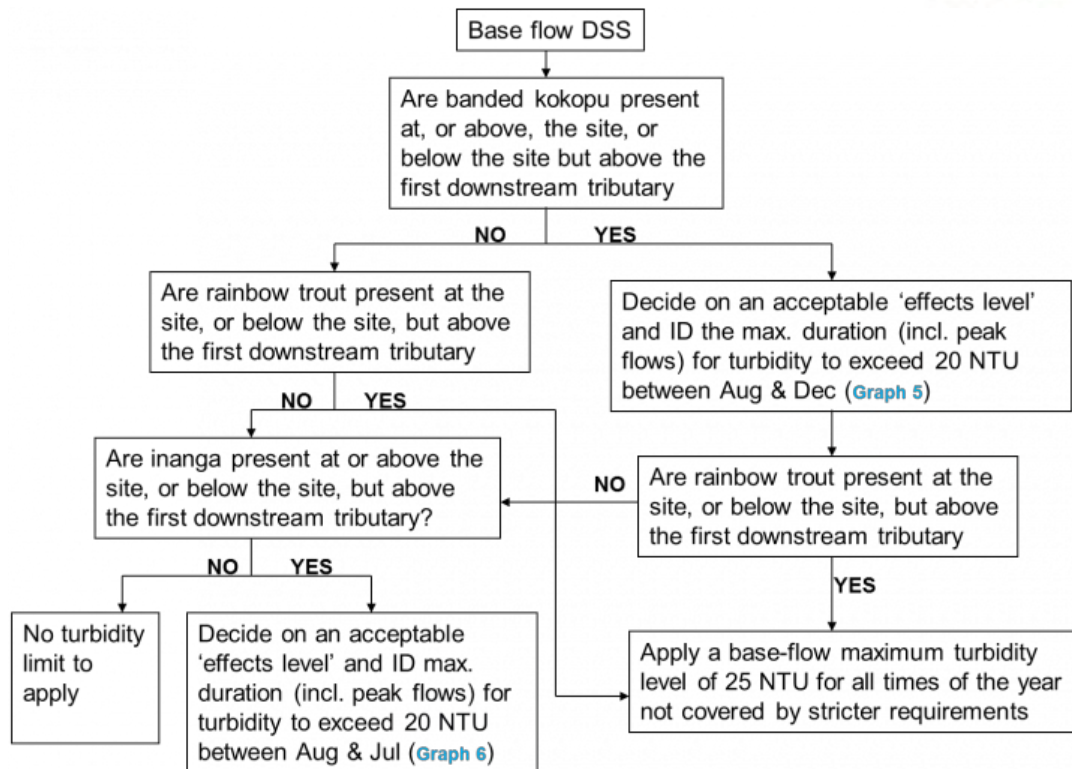 Base flow DSS
Are banded kokopu present
at, or above, the site, or
below the site but above the
first downstream tributary
NO
YES
Are rainbow trout present at the
site, or below the site, but above
the first downstream tributary
Decide on an acceptable ‘effects level’
and ID the max. duration (incl. peak
flows) for turbidity to exceed 20 NTU
between Aug & Dec (Graph 5)
NO
YES
Are inanga present at or above the
site, or below the site, but above
the first downstream tributary?
NO
Are rainbow trout present at the
site, or below the site, but above
the first downstream tributary
NO
YES
YES
No turbidity
limit to
apply
Decide on an acceptable
‘effects level’ and ID max.
duration (incl. peak flows) for
turbidity to exceed 20 NTU
between Aug & Jul (Graph 6)
Apply a base-flow maximum turbidity
level of 25 NTU for all times of the year
not covered by stricter requirements